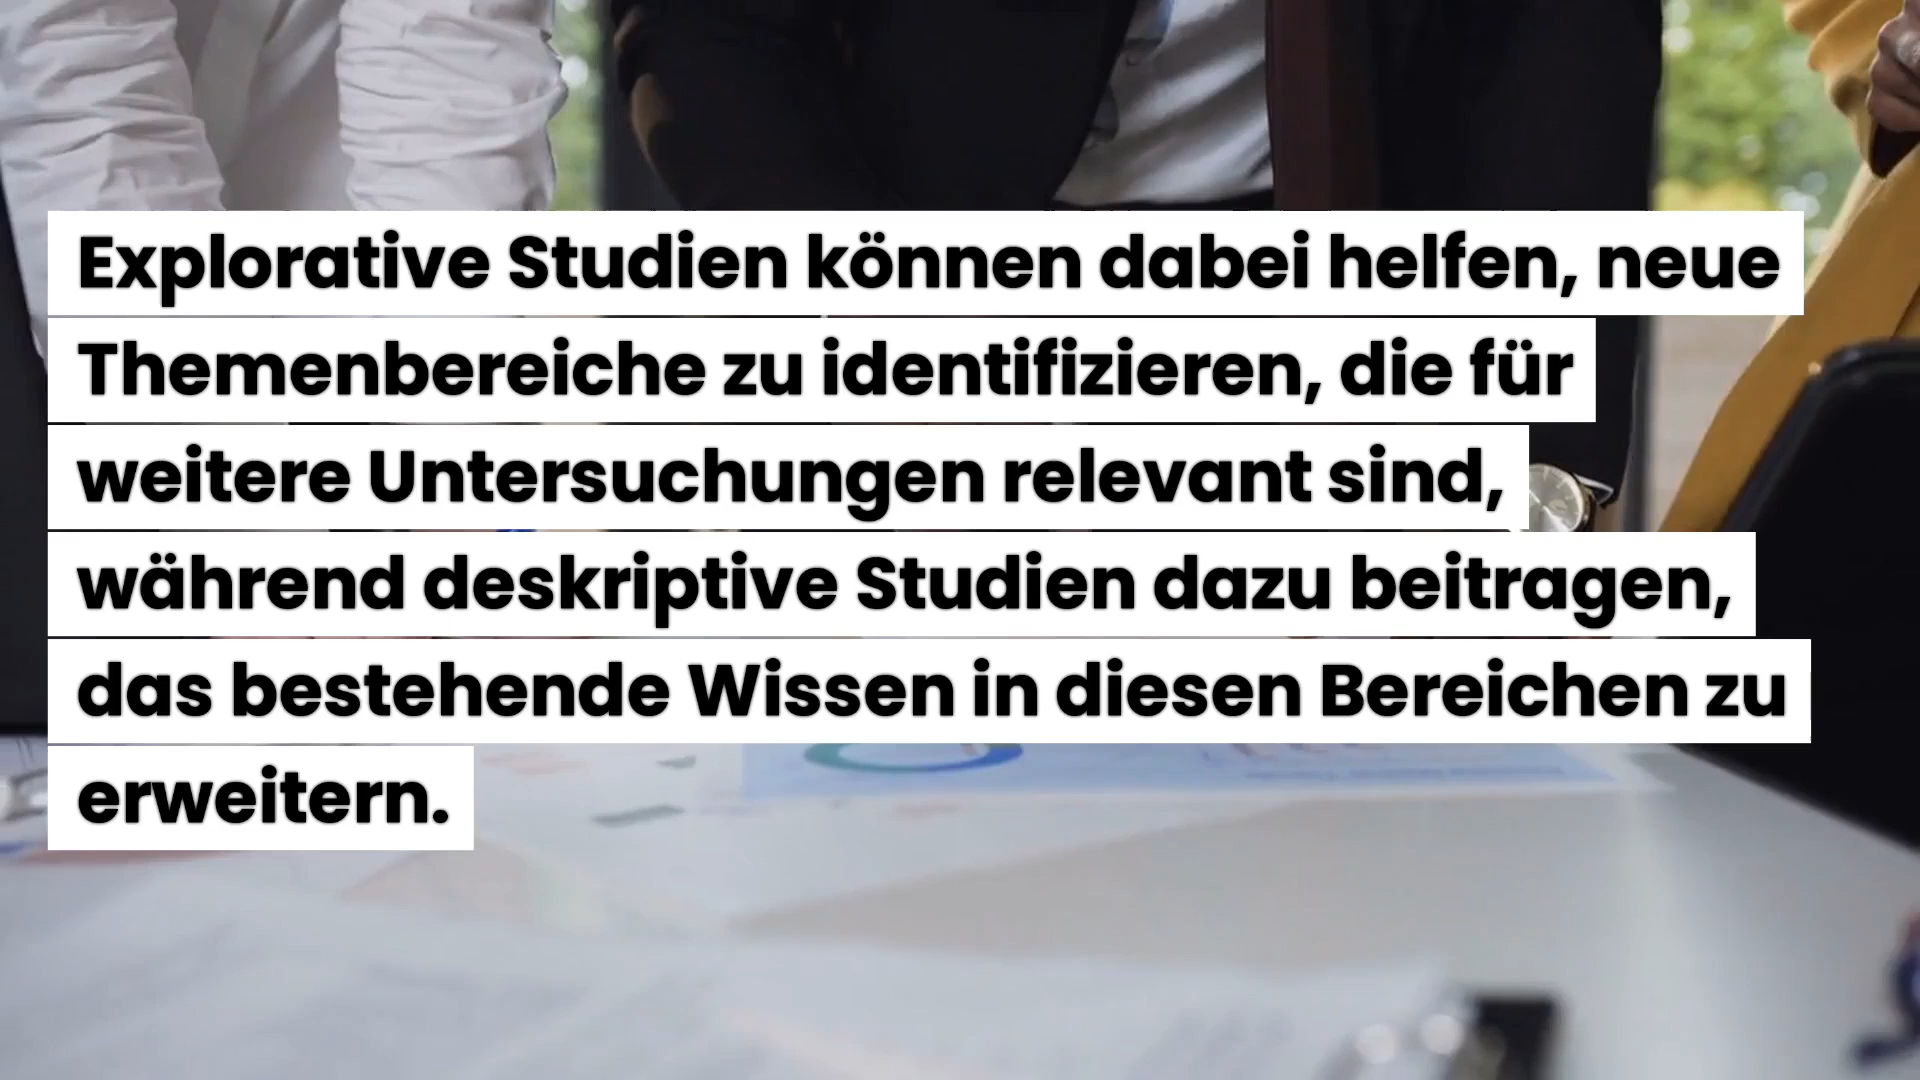 Explorative Studien können dabei helfen, neue
Themenbereiche zu identifizieren, die für
weitere Untersuchungen relevant sind,
während deskriptive Studien dazu beitragen,
das bestehende Wissen in diesen Bereichen zu
erweitern.